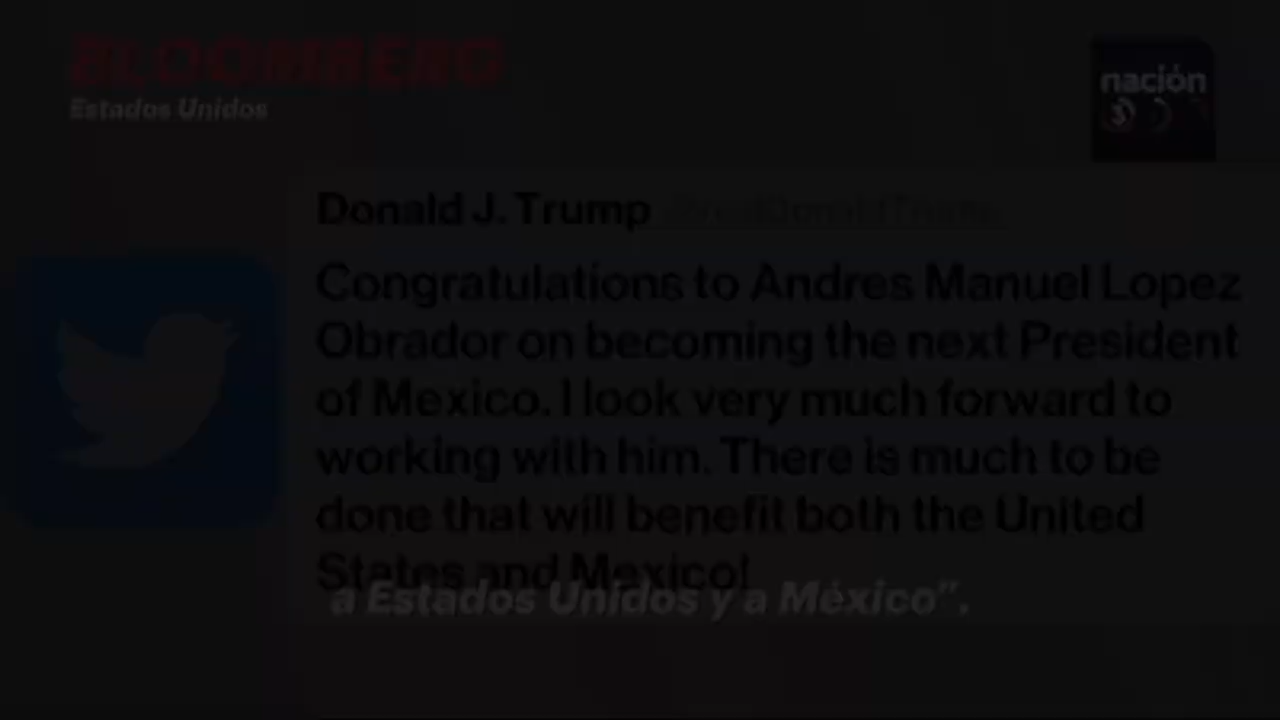 BLOOMBERG
Estados Unidos
nación
Donald J. Trump @realDonaldTrump
Congratulations to Andres Manuel Lopez
Obrador on becoming the next President
of Mexico. I look very much forward to
working with him. There is much to be
done that will benefit both the United
States and Mexico!
a Estados Unidos y a México”.